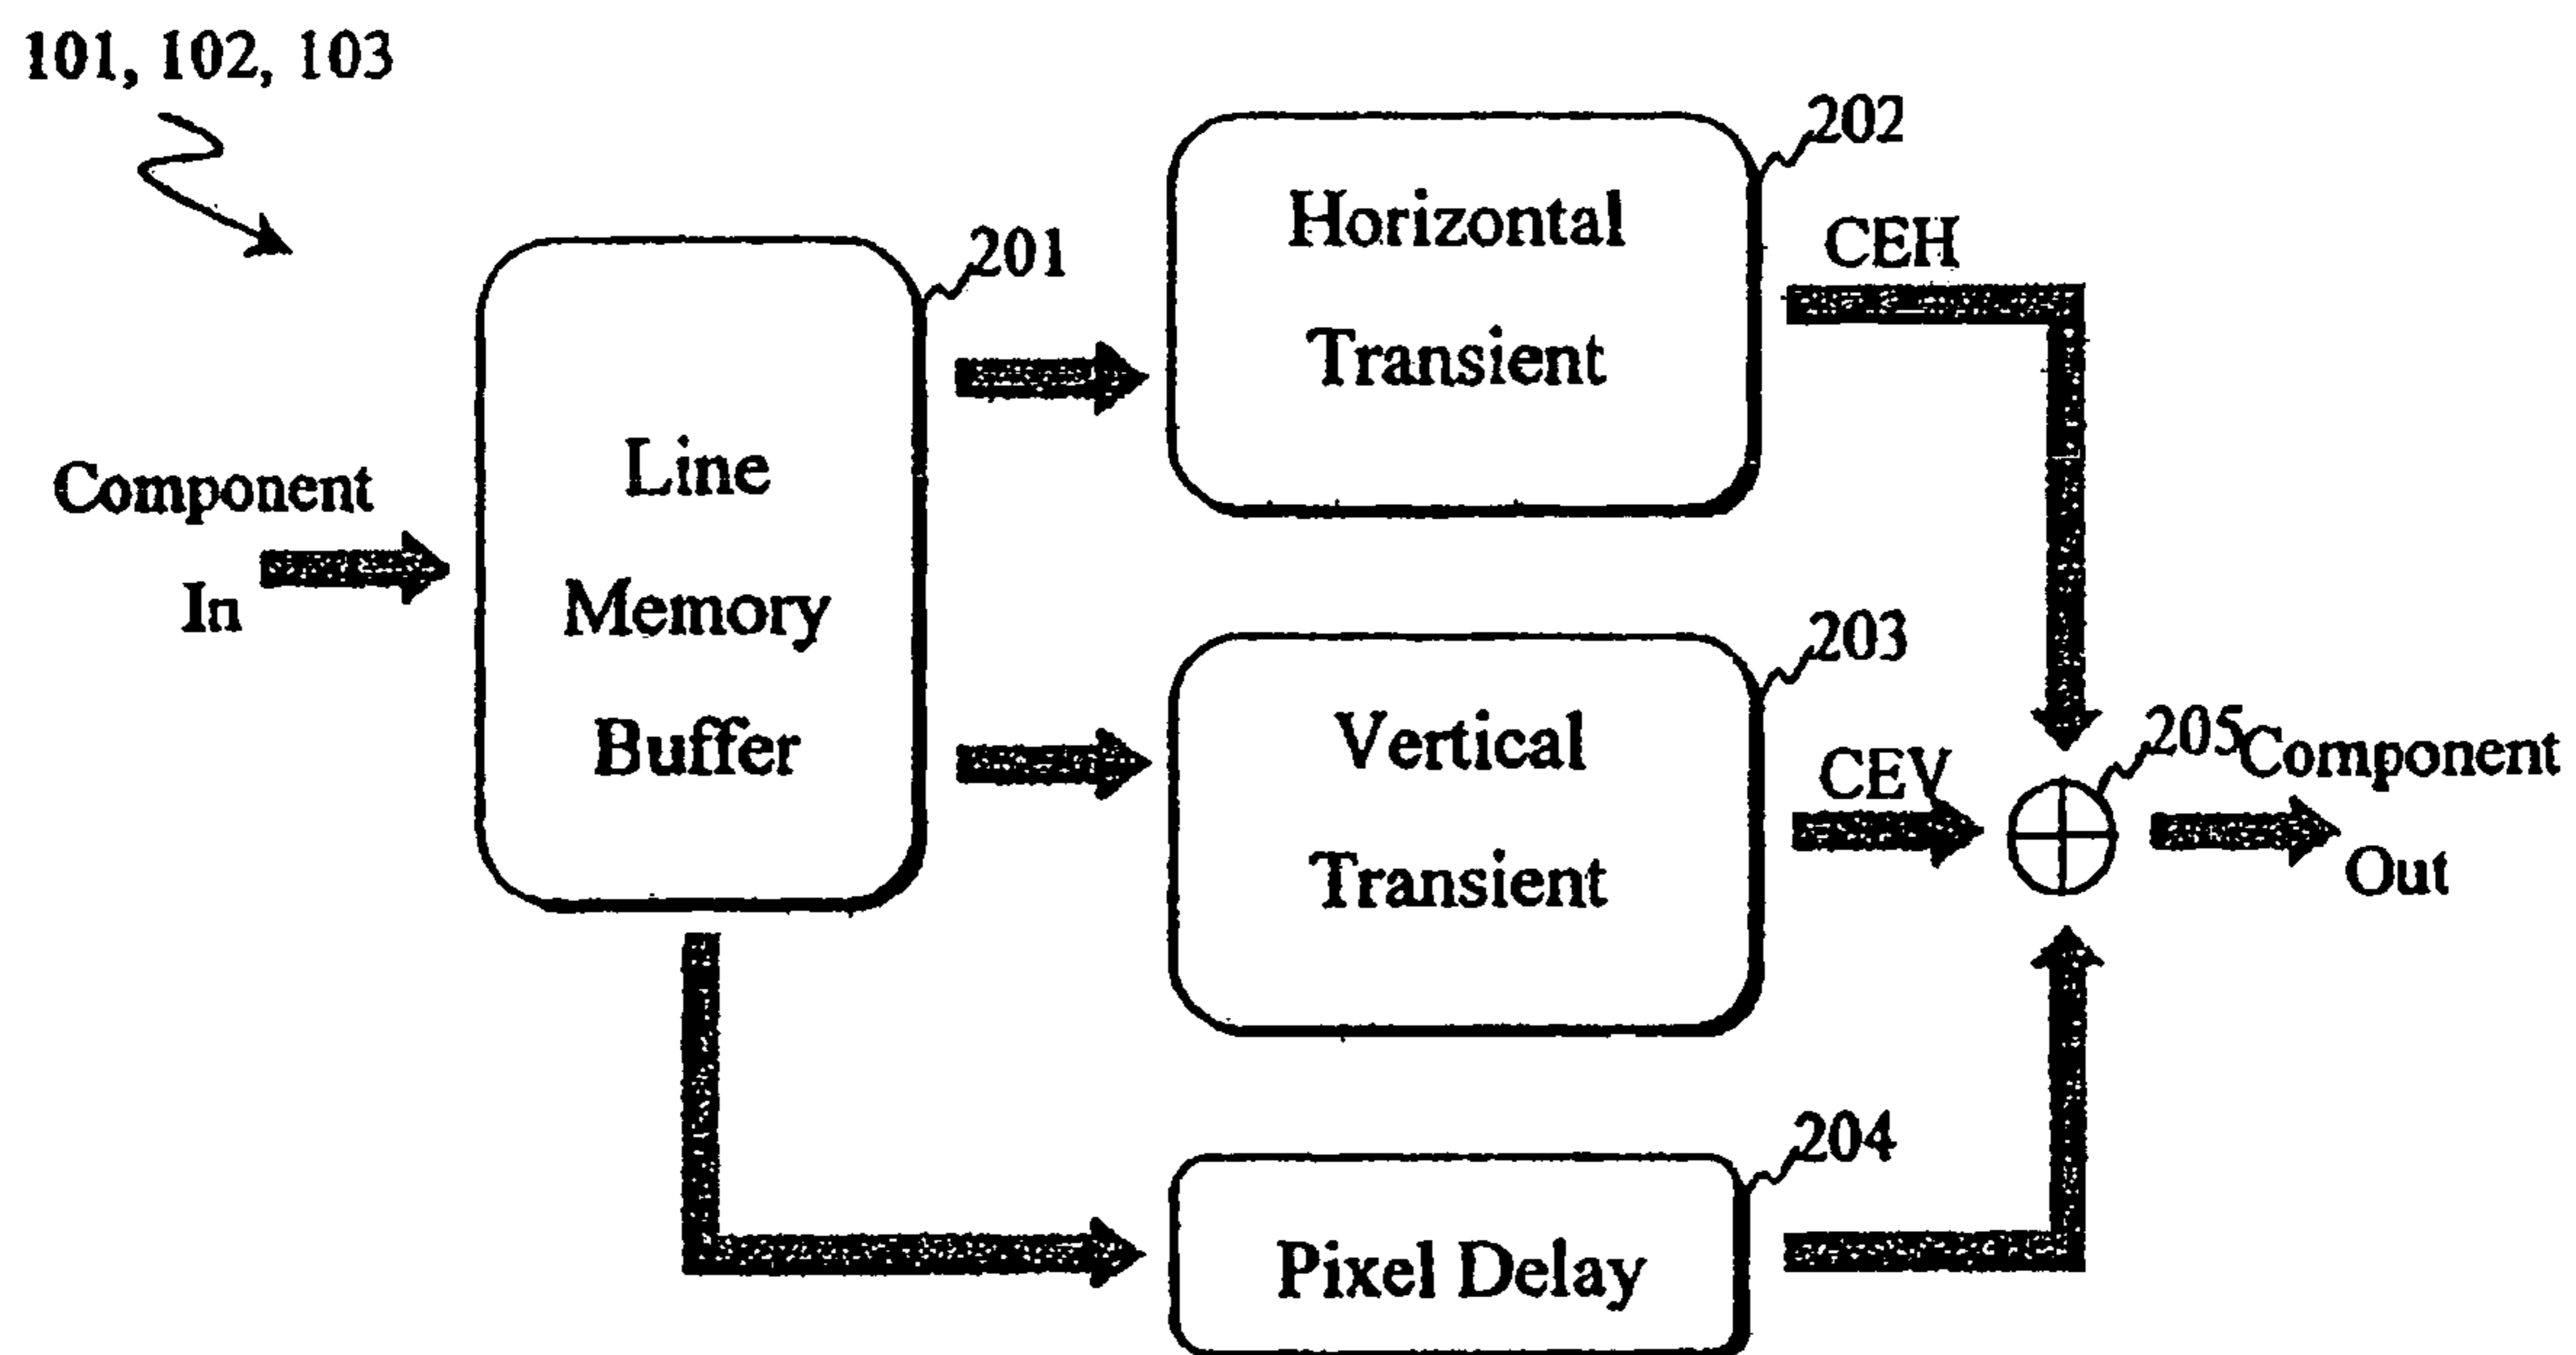 101, 102, 103
202
Horizontal
Transient
CEH
201
Line
Memory
Buffer
Component
In
203
Vertical
Transient
CEV
205
Component
Out
204
Pixel Delay